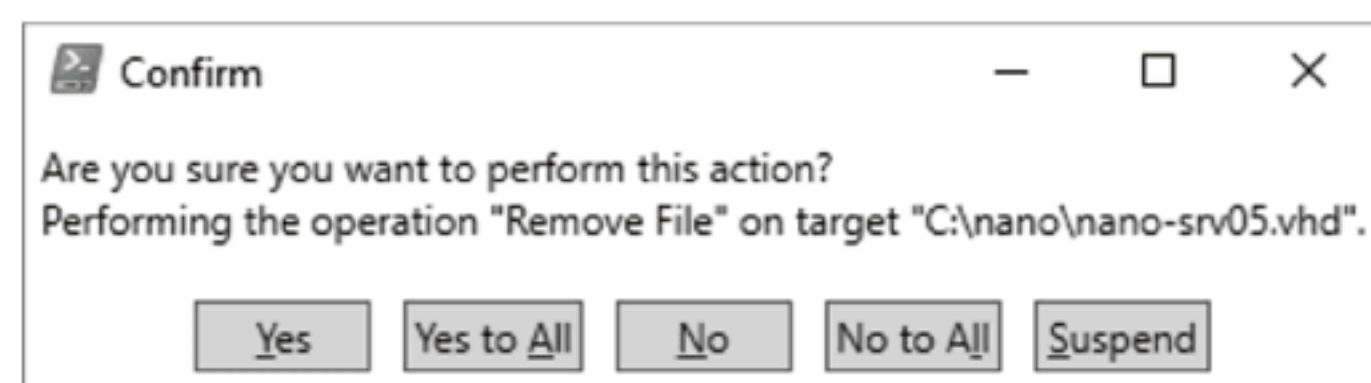 Confirm
Are you sure you want to perform this action?
Performing the operation "Remove File" on target "C:\nano\nano-srv05.vhd".
Yes Yes to All No No to All Suspend